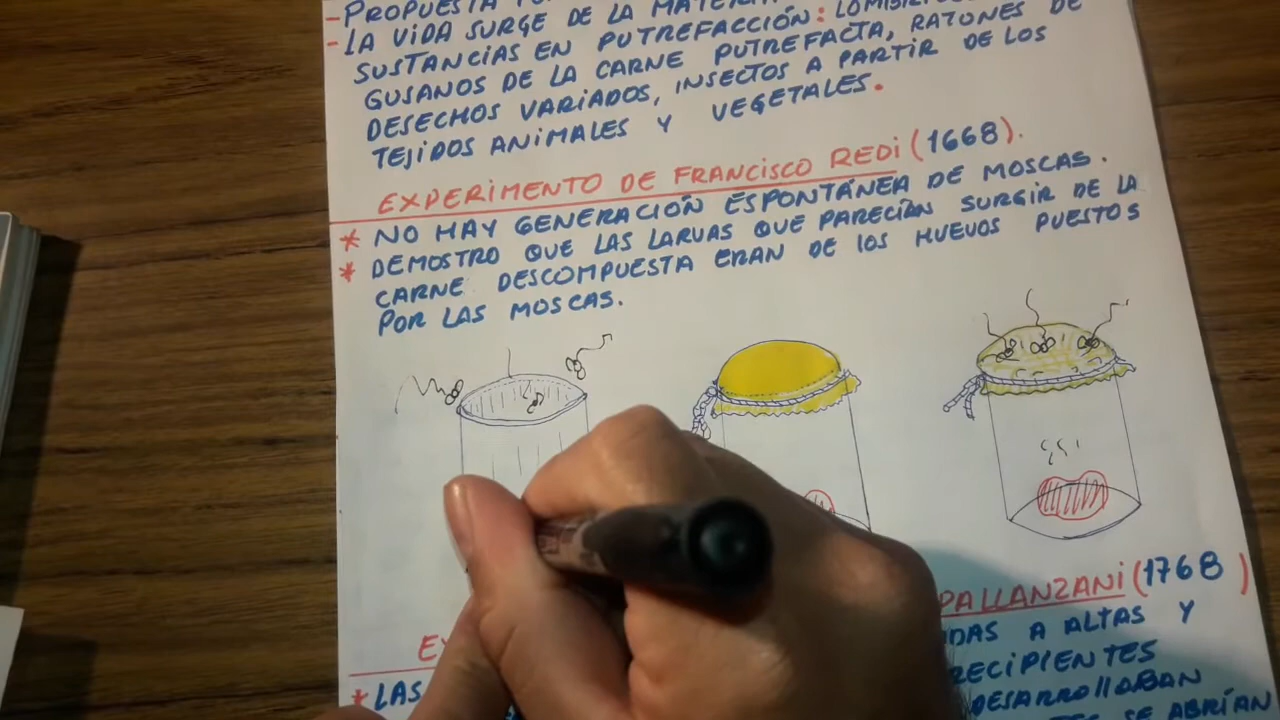 - PROPUESTA
- LA VIDA SURGE DE LA
SUSTANCIAS EN PUTREFACCIÓN:
GUSANOS DE LA CARNE PUTREFACTA, RATONES DE
DESECHOS VARIADOS, INSECTOS A PARTIR DE LOS
TEJIDOS ANIMALES Y VEGETALES.
EXPERIMENTO DE FRANCISCO REDI (1668).
* NO HAY GENERACIÓN ESPONTÁNEA DE MOSCAS.
* DEMOSTRO QUE LAS LARVAS QUE PARECÍAN SURGIR DE LA
CARNE DESCOMPUESTA ERAN DE LOS HUEVOS PUESTOS
POR LAS MOSCAS.
PALLANZANI (1768)
A ALTAS Y
* LAS RECIPIENTES
DESARROLLABAN
SE ABRÍAN